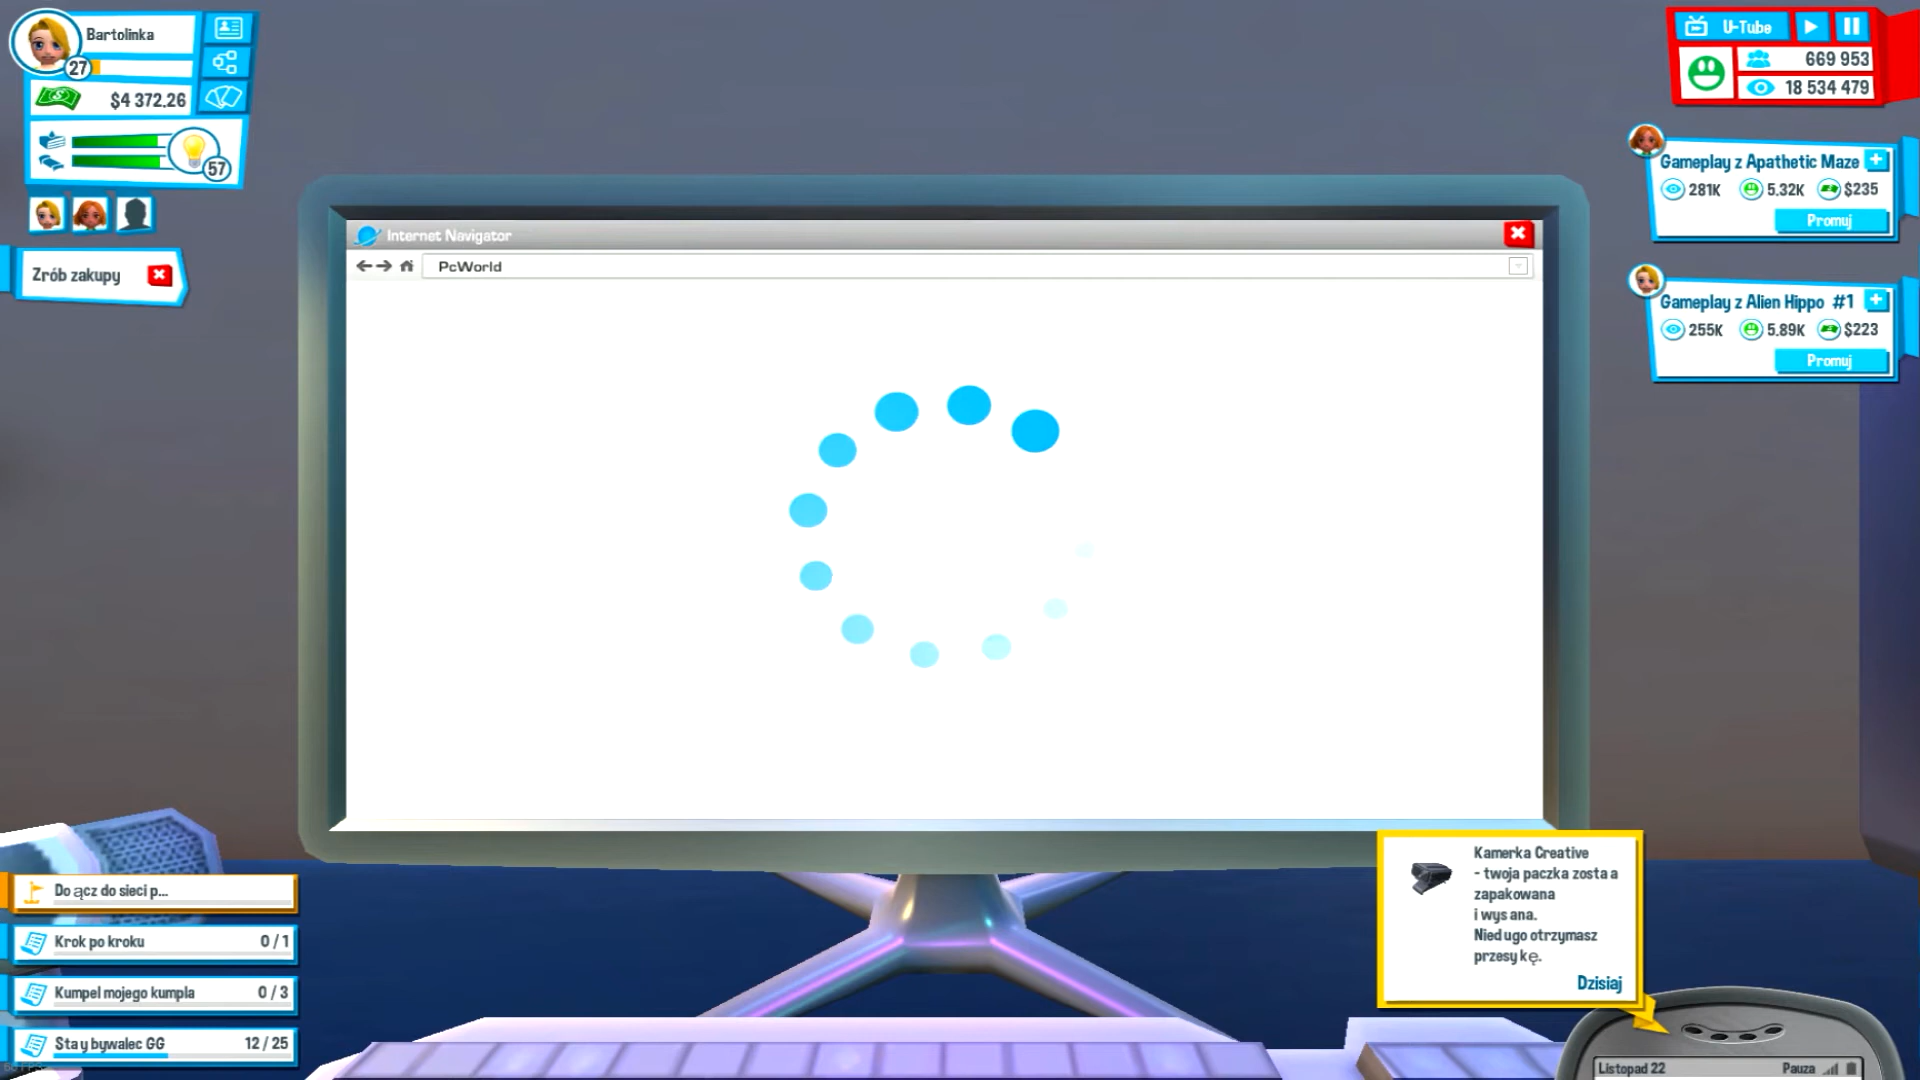 Bartolinka
27
$4 372.26
57
Zrób zakupy
U-Tube
669 953
18 534 479
Gameplay z Apathetic Maze
281K
5.32K
$235
Promuj
Gameplay z Alien Hippo #1
255K
5.89K
$223
Promuj
Internet Navigator
PcWorld
Do ącz do sieci p...
Krok po kroku
0 / 1
Kumpel mojego kumpla
0 / 3
Sta y bywalec GG
12 / 25
Kamerka Creative
- twoja paczka zosta a
zapakowana
i wys ana.
Nied ugo otrzymasz
przesy kę.
Dzisiaj
Listopad 22
Pauza